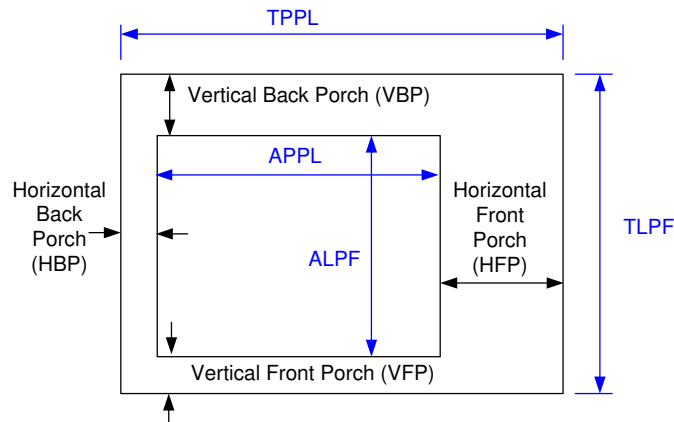 TPPL
Vertical Back Porch (VBP)
APPL
Horizontal
Back
Porch
(HBP)
Horizontal
Front
Porch
(HFP)
TLPF
ALPF
Vertical Front Porch (VFP)